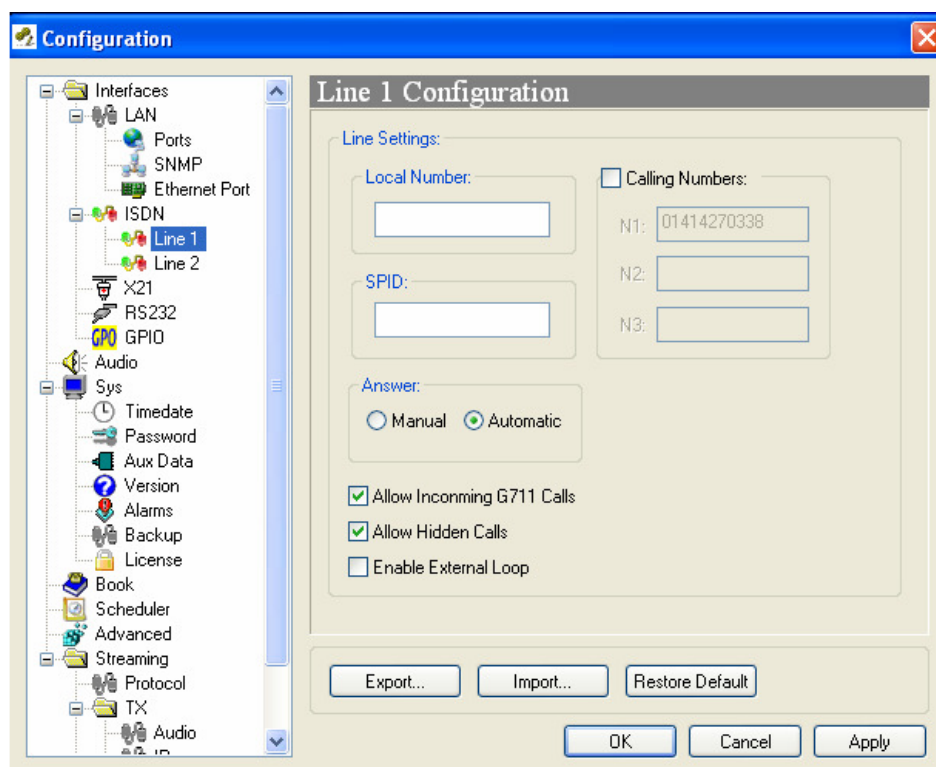 Configuration
Interfaces
LAN
Ports
SNMP
Ethernet Port
ISDN
Line 1
Line 2
X21
RS232
GPO GPIO
Audio
Sys
Timedate
Password
Aux Data
Version
Alarms
Backup
License
Book
Scheduler
Advanced
Streaming
Protocol
TX
Audio
Line 1 Configuration
Line Settings:
Local Number:
SPID:
Calling Numbers:
N1: 01414270338
N2:
N3:
Answer:
Manual Automatic
Allow Inconming G711 Calls
Allow Hidden Calls
Enable External Loop
Export... Import... Restore Default
OK Cancel Apply